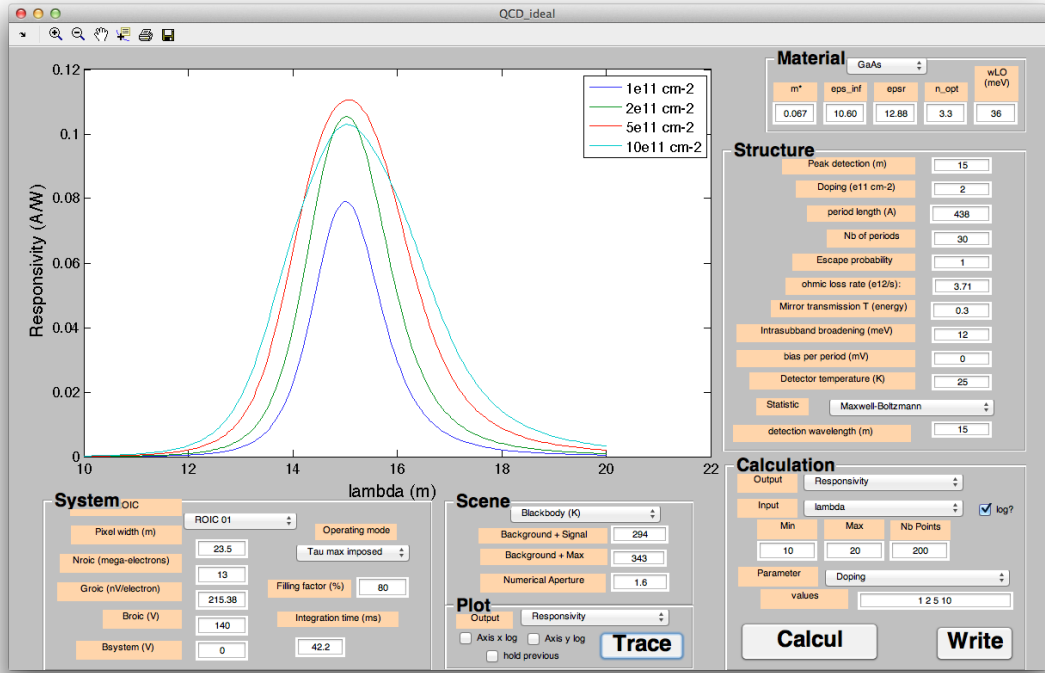 QCD_ideal
0.12
0.1
0.08
0.06
0.04
0.02
0
10
12
14
16
18
20
22
Responsivity (A/W)
lambda (m)
1e11 cm-2
2e11 cm-2
5e11 cm-2
10e11 cm-2
Material
GaAs
m*
eps_inf
epsr
n_opt
wLO
(meV)
0.067
10.60
12.88
3.3
36
Structure
Peak detection (m)
15
Doping (e11 cm-2)
2
period length (A)
438
Nb of periods
30
Escape probability
1
ohmic loss rate (e12/s):
3.71
Mirror transmission T (energy)
0.3
Intrasubband broadening (meV)
12
bias per period (mV)
0
Detector temperature (K)
25
Statistic
Maxwell-Boltzmann
detection wavelength (m)
15
System
OIC
ROIC 01
Pixel width (m)
23.5
Nroic (mega-electrons)
13
Groic (nV/electron)
215.38
Broic (V)
140
Bsystem (V)
0
Operating mode
Tau max imposed
Filling factor (%)
80
Integration time (ms)
42.2
Scene
Blackbody (K)
Background + Signal
294
Background + Max
343
Numerical Aperture
1.6
Plot
Output
Responsivity
Axis x log
Axis y log
hold previous
Trace
Calculation
Output
Responsivity
Input
lambda
log?
Min
Max
Nb Points
10
20
200
Parameter
Doping
values
1 2 5 10
Calcul
Write